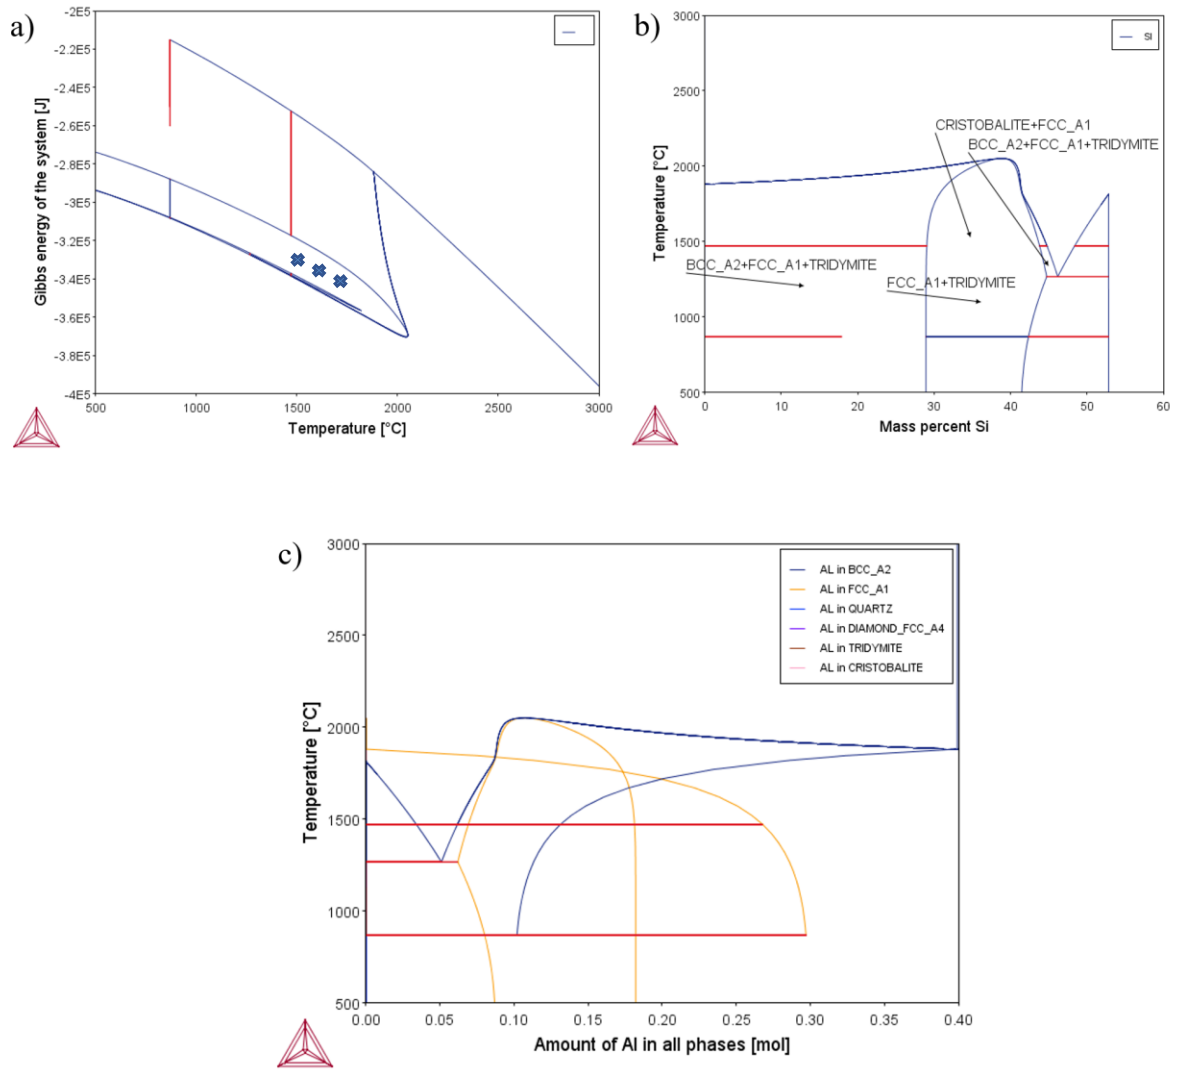 a)
-2E5
-2.2E5
-2.4E5
-2.6E5
-2.8E5
-3E5
-3.2E5
-3.4E5
-3.6E5
-3.8E5
-4E5
Gibbs energy of the system [J]
500 1000 1500 2000 2500 3000
Temperature [°C]
b)
3000
2500
2000
1500
1000
500
Temperature [°C]
SI
CRISTOBALITE+FCC_A1
BCC_A2+FCC_A1+TRIDYMITE
BCC_A2+FCC_A1+TRIDYMITE
FCC_A1+TRIDYMITE
0 10 20 30 40 50 60
Mass percent Si
c)
3000
2500
2000
1500
1000
500
Temperature [°C]
AL in BCC_A2
AL in FCC_A1
AL in QUARTZ
AL in DIAMOND_FCC_A4
AL in TRIDYMITE
AL in CRISTOBALITE
0.00 0.05 0.10 0.15 0.20 0.25 0.30 0.35 0.40
Amount of Al in all phases [mol]